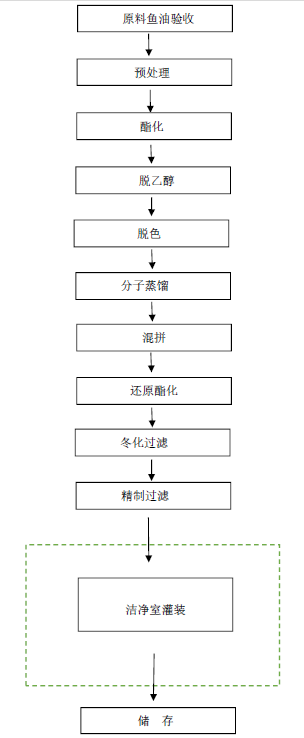 原料鱼油验收
预处理
酯化
脱乙醇
脱色
分子蒸馏
混拼
还原酯化
冬化过滤
精制过滤
洁净室灌装
储 存